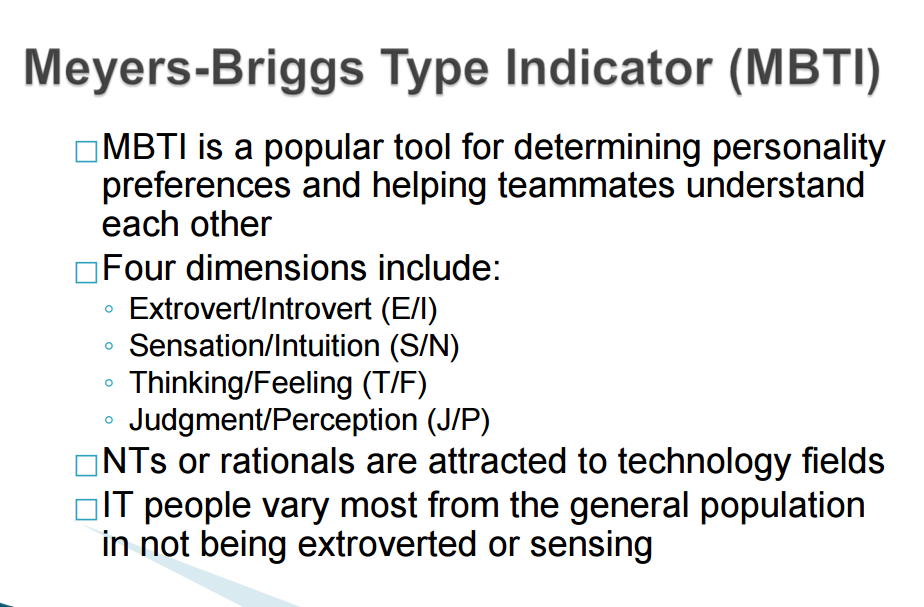 Meyers-Briggs Type Indicator (MBTI)
MBTI is a popular tool for determining personality
preferences and helping teammates understand
each other
Four dimensions include:
Extrovert/Introvert (E/I)
Sensation/Intuition (S/N)
Thinking/Feeling (T/F)
Judgment/Perception (J/P)
NTs or rationals are attracted to technology fields
IT people vary most from the general population
in not being extroverted or sensing